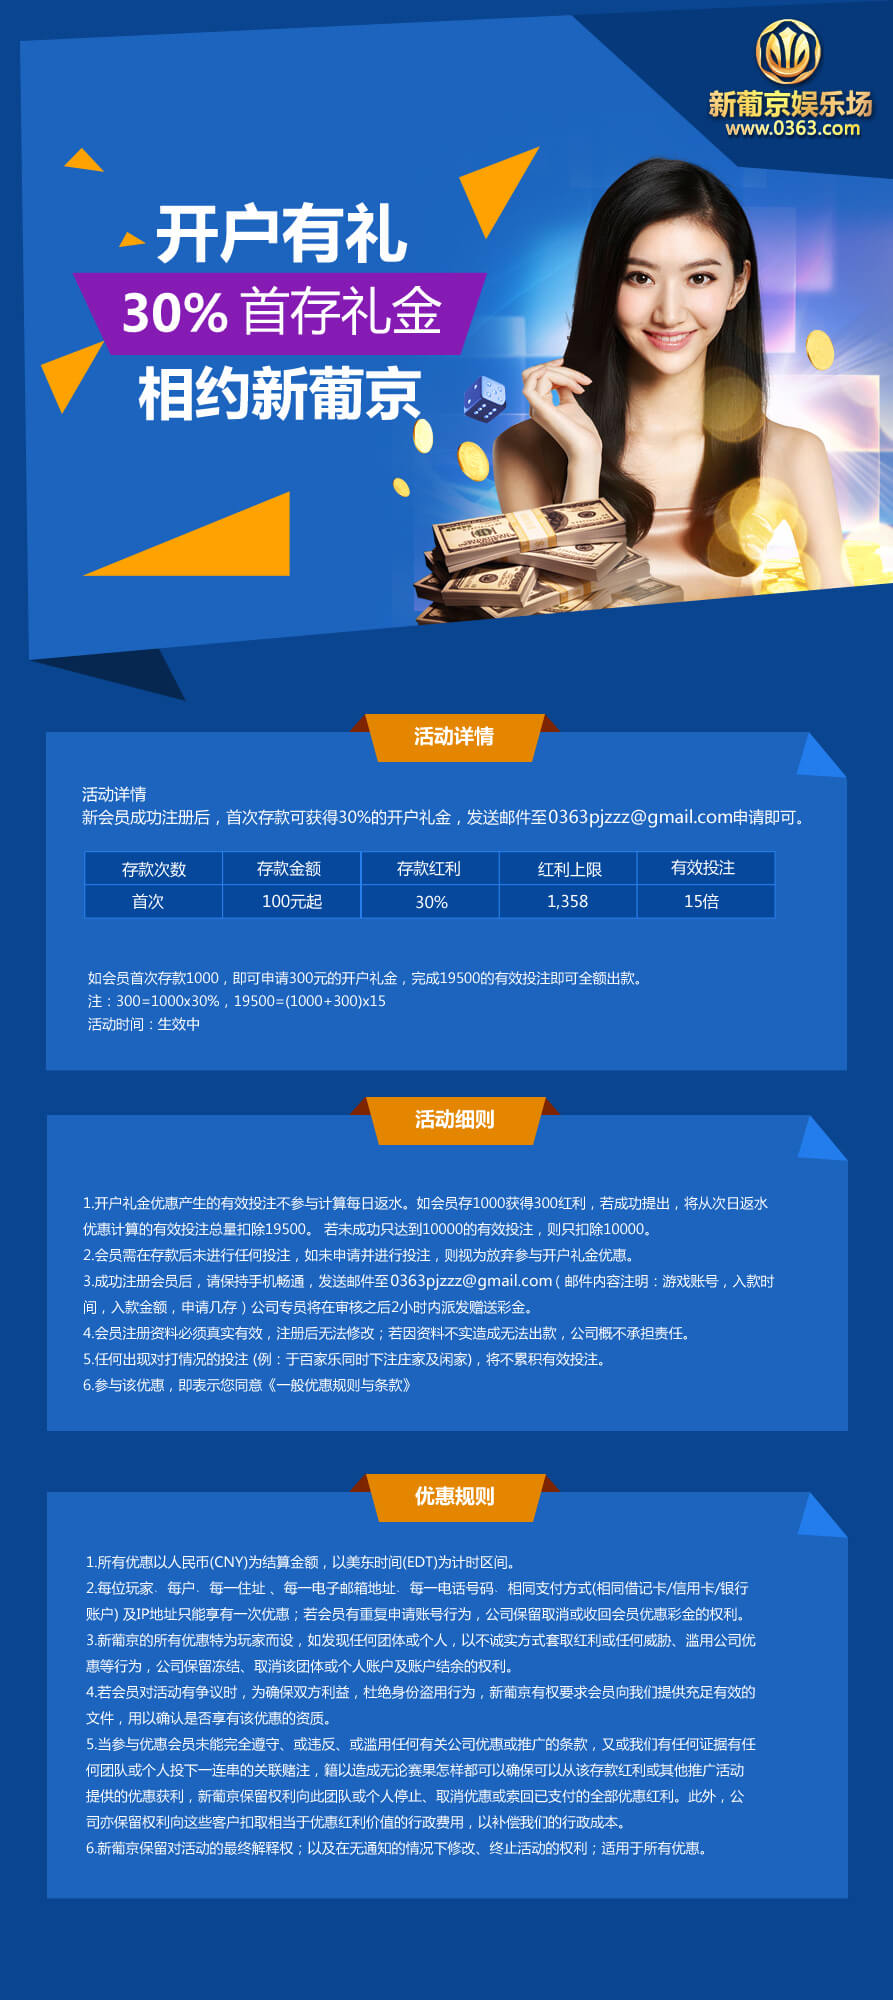 新葡京娱乐场
www.0363.com
开户有礼
30% 首存礼金
相约新葡京
活动详情
活动详情
新会员成功注册后，首次存款可获得30%的开户礼金，发送邮件至0363pjzzz@gmail.com申请即可。
存款次数 存款金额 存款红利 红利上限 有效投注
首次 100元起 30% 1,358 15倍
如会员首次存款1000，即可申请300元的开户礼金，完成19500的有效投注即可全额出款。
注：300=1000x30%，19500=(1000+300)x15
活动时间：生效中
活动细则
1.开户礼金优惠产生的有效投注不参与计算每日返水。如会员存1000获得300红利，若成功提出，将从次日返水
优惠计算的有效投注总量扣除19500。 若未成功只达到10000的有效投注，则只扣除10000。
2.会员需在存款后未进行任何投注，如未申请并进行投注，则视为放弃参与开户礼金优惠。
3.成功注册会员后，请保持手机畅通，发送邮件至0363pjzzz@gmail.com（邮件内容注明：游戏账号，入款时
间，入款金额，申请几存）公司专员将在审核之后2小时内派发赠送彩金。
4.会员注册资料必须真实有效，注册后无法修改；若因资料不实造成无法出款，公司概不承担责任。
5.任何出现对打情况的投注 (例：于百家乐同时下注庄家及闲家)，将不累积有效投注。
6.参与该优惠，即表示您同意《一般优惠规则与条款》
优惠规则
1.所有优惠以人民币(CNY)为结算金额，以美东时间(EDT)为计时区间。
2.每位玩家﹑每户﹑每一住址 、每一电子邮箱地址﹑每一电话号码﹑相同支付方式(相同借记卡/信用卡/银行
账户) 及IP地址只能享有一次优惠；若会员有重复申请账号行为，公司保留取消或收回会员优惠彩金的权利。
3.新葡京的所有优惠特为玩家而设，如发现任何团体或个人，以不诚实方式套取红利或任何威胁、滥用公司优
惠等行为，公司保留冻结、取消该团体或个人账户及账户结余的权利。
4.若会员对活动有争议时，为确保双方利益，杜绝身份盗用行为，新葡京有权要求会员向我们提供充足有效的
文件，用以确认是否享有该优惠的资质。
5.当参与优惠会员未能完全遵守、或违反、或滥用任何有关公司优惠或推广的条款，又或我们有任何证据有任
何团队或个人投下一连串的关联赌注，籍以造成无论赛果怎样都可以确保可以从该存款红利或其他推广活动
提供的优惠获利，新葡京保留权利向此团队或个人停止、取消优惠或索回已支付的全部优惠红利。此外，公
司亦保留权利向这些客户扣取相当于优惠红利价值的行政费用，以补偿我们的行政成本。
6.新葡京保留对活动的最终解释权；以及在无通知的情况下修改、终止活动的权利；适用于所有优惠。